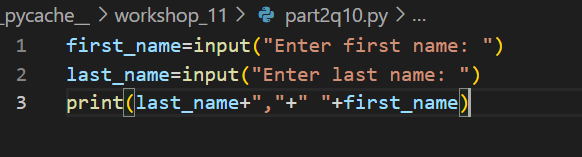 _pycache__ > workshop_11 > part2q10.py > ...
1 first_name=input("Enter first name: ")
2 last_name=input("Enter last name: ")
3 print(last_name+","+" "+first_name)